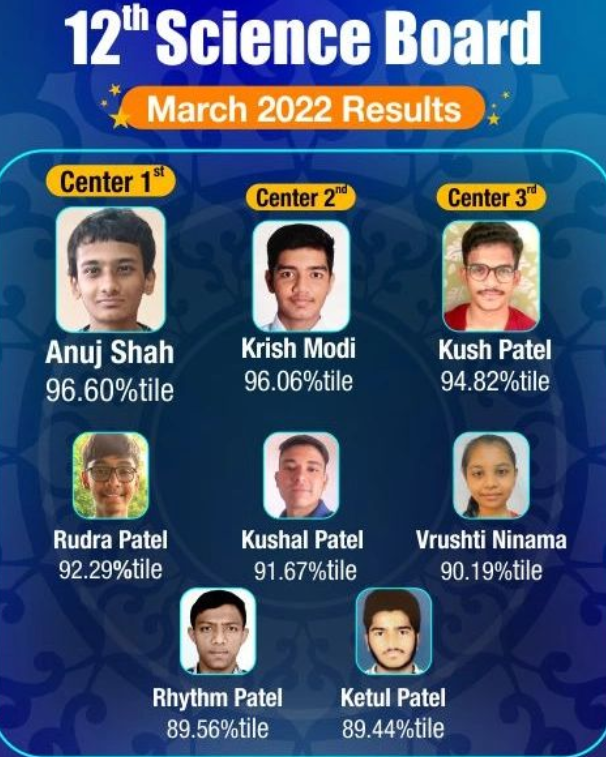 12th Science Board
March 2022 Results
Center 1st
Center 2nd
Center 3rd
Anuj Shah
96.60%tile
Krish Modi
96.06%tile
Kush Patel
94.82%tile
Rudra Patel
92.29%tile
Kushal Patel
91.67%tile
Vrushti Ninama
90.19%tile
Rhythm Patel
89.56%tile
Ketul Patel
89.44%tile